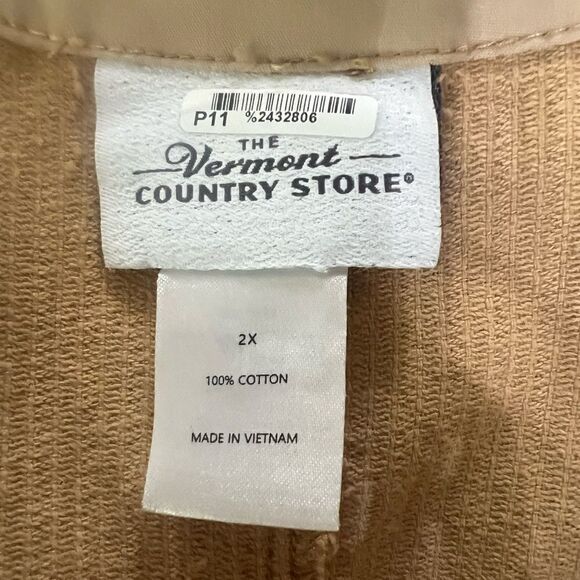 P11 %2432806
THE
Vermont
COUNTRY STORE®
2X
100% COTTON
MADE IN VIETNAM